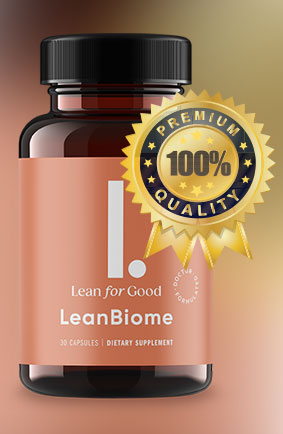 PREMIUM
100%
QUALITY
l.
Lean for Good
LeanBiome
30 CAPSULES | DIETARY SUPPLEMENT